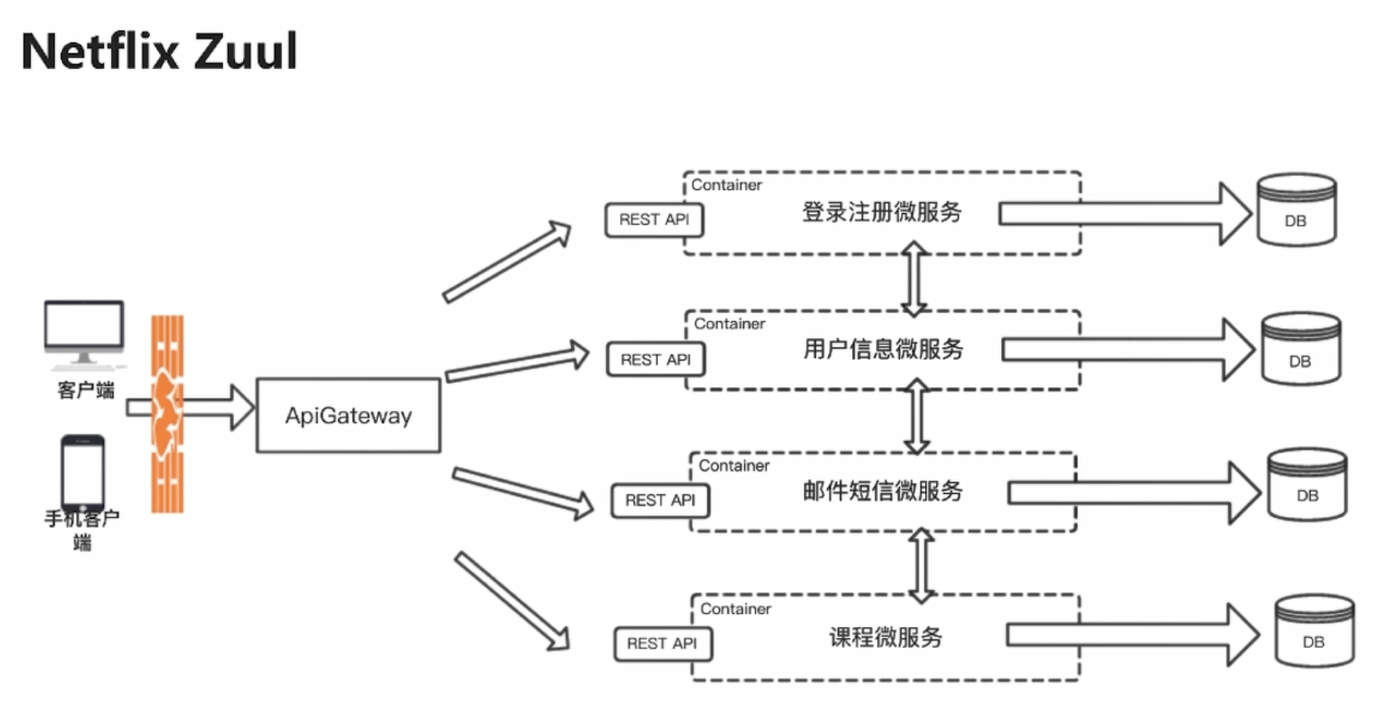 Netflix Zuul
Container
REST API
登录注册微服务
DB
Container
REST API
用户信息微服务
DB
客户端
ApiGateway
Container
REST API
邮件短信微服务
DB
手机客户
端
Container
REST API
课程微服务
DB